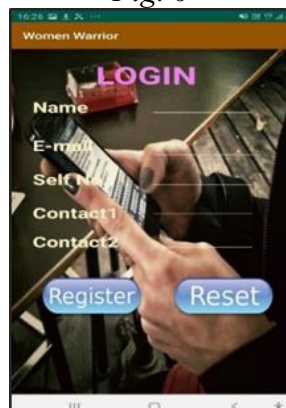 16:26
Women Warrior
LOGIN
Name
E-mail
Self No
Contact1
Contact2
Register
Reset